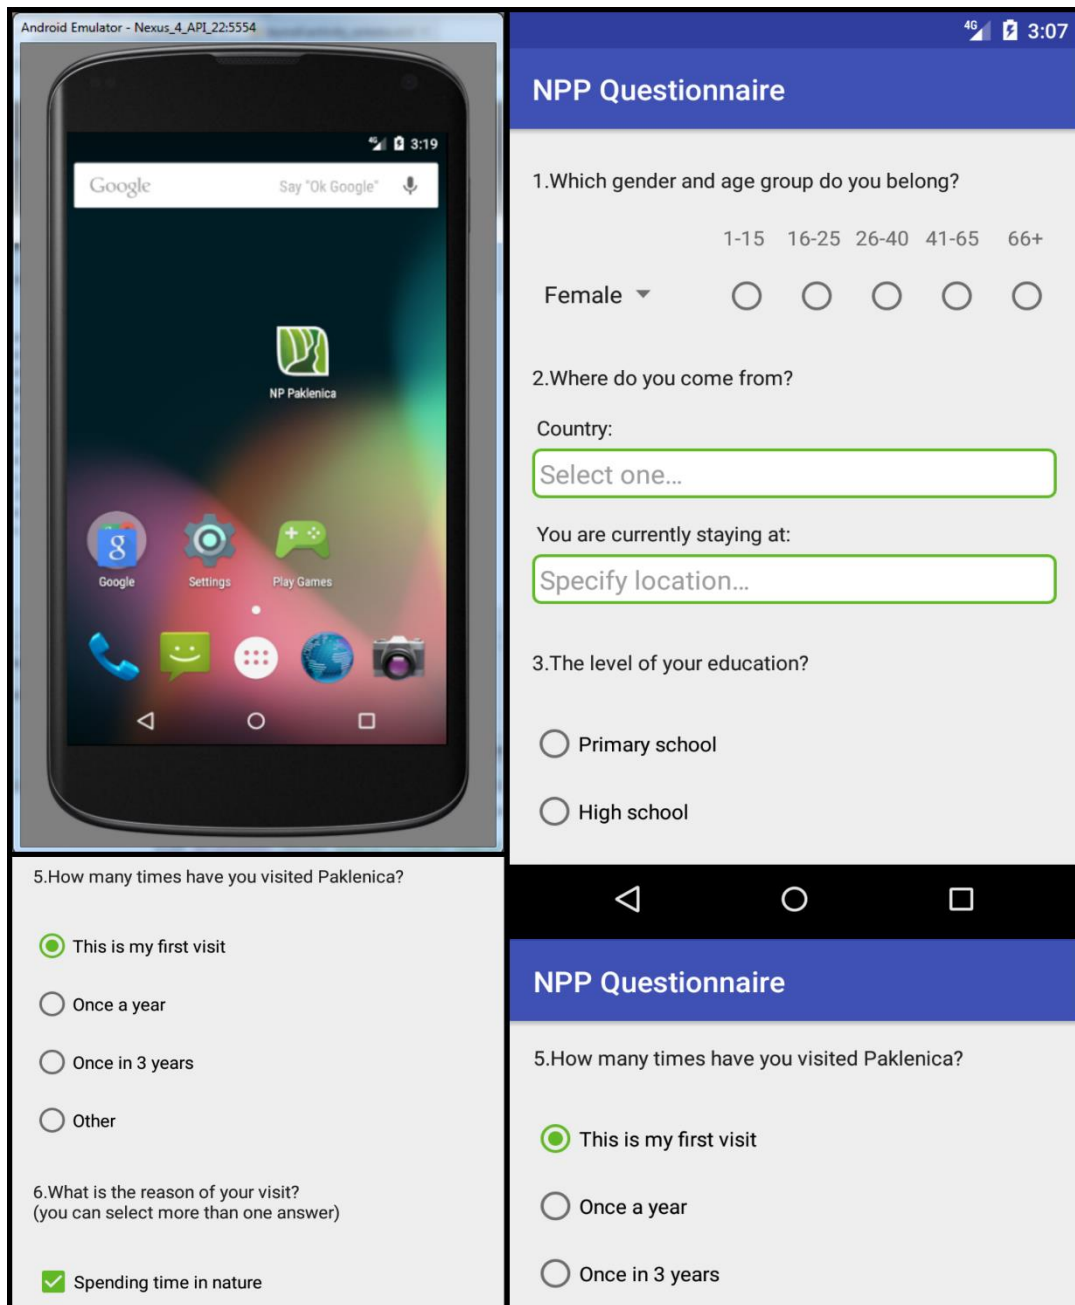 Android Emulator - Nexus_4_API_22:5554
4G 3:19
Google Say "Ok Google"
NP Paklenica
g
Google Settings Play Games
5.How many times have you visited Paklenica?
This is my first visit
Once a year
Once in 3 years
Other
6.What is the reason of your visit?
(you can select more than one answer)
Spending time in nature
4G 3:07
NPP Questionnaire
1.Which gender and age group do you belong?
1-15 16-25 26-40 41-65 66+
Female
2.Where do you come from?
Country:
Select one...
You are currently staying at:
Specify location...
3.The level of your education?
Primary school
High school
NPP Questionnaire
5.How many times have you visited Paklenica?
This is my first visit
Once a year
Once in 3 years